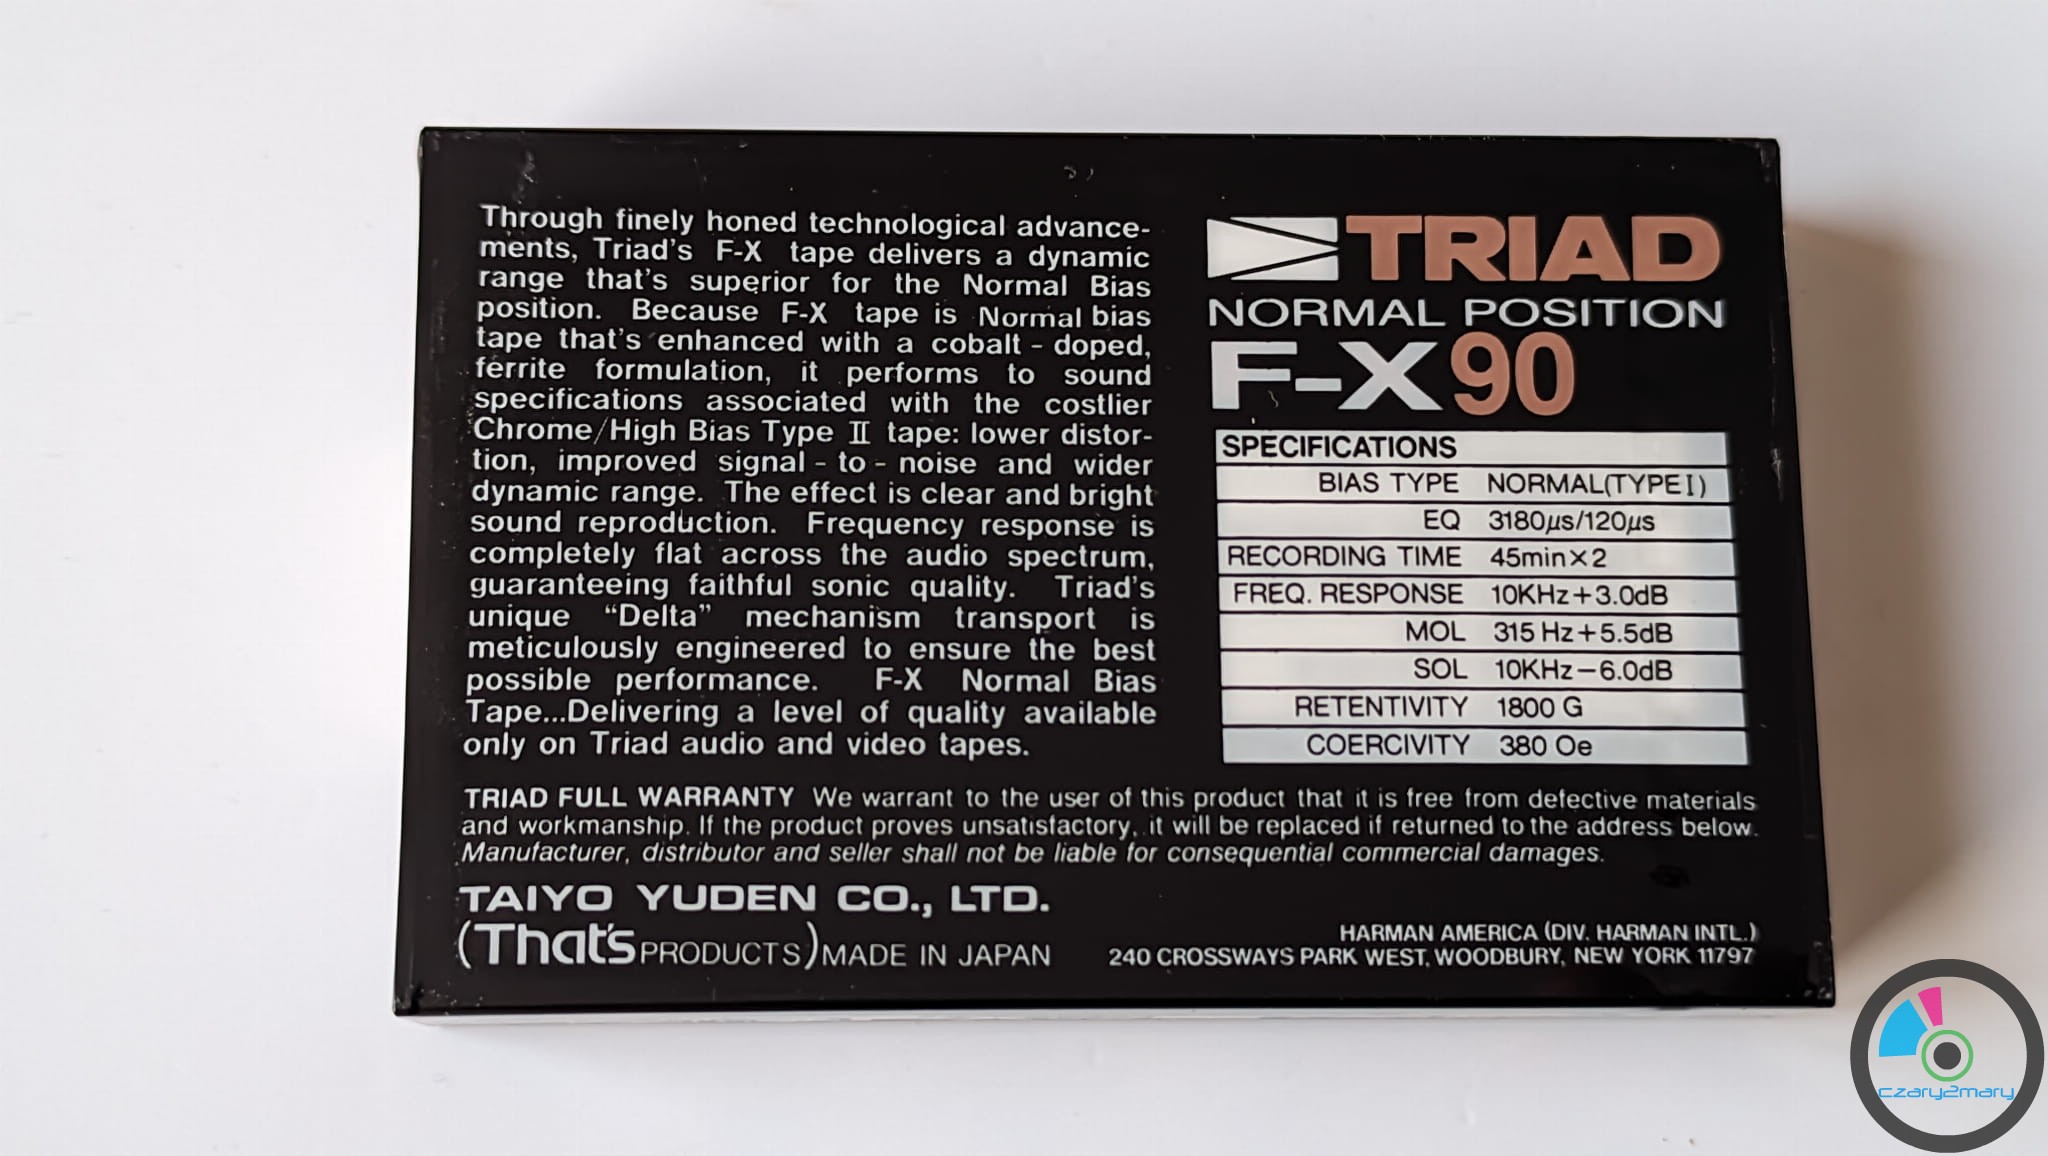 Through finely honed technological advance-
ments, Triad's F-X tape delivers a dynamic
range that's superior for the Normal Bias
position. Because F-X tape is Normal bias
tape that's enhanced with a cobalt - doped,
ferrite formulation, it performs to sound
specifications associated with the costlier
Chrome/High Bias Type II tape: lower distor-
tion, improved signal - to - noise and wider
dynamic range. The effect is clear and bright
sound reproduction. Frequency response is
completely flat across the audio spectrum,
guaranteeing faithful sonic quality. Triad's
unique “Delta” mechanism transport is
meticulously engineered to ensure the best
possible performance. F-X Normal Bias
Tape...Delivering a level of quality available
only on Triad audio and video tapes.
TRIAD
NORMAL POSITION
F-X 90
SPECIFICATIONS
BIAS TYPE NORMAL(TYPE I)
EQ 3180µs/120µs
RECORDING TIME 45min×2
FREQ. RESPONSE 10KHz+3.0dB
MOL 315 Hz+5.5dB
SOL 10KHz−6.0dB
RETENTIVITY 1800 G
COERCIVITY 380 Oe
TRIAD FULL WARRANTY We warrant to the user of this product that it is free from defective materials
and workmanship. If the product proves unsatisfactory, it will be replaced if returned to the address below.
Manufacturer, distributor and seller shall not be liable for consequential commercial damages.
TAIYO YUDEN CO., LTD.
(That's PRODUCTS) MADE IN JAPAN
HARMAN AMERICA (DIV. HARMAN INTL.)
240 CROSSWAYS PARK WEST, WOODBURY, NEW YORK 11797
czary2mary